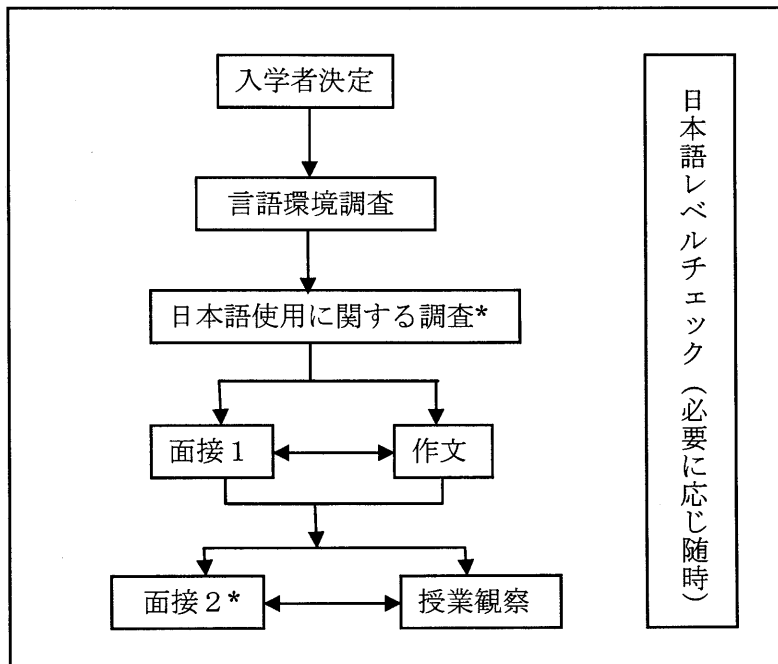 入学者決定
言語環境調査
日本語使用に関する調査*
面接1
作文
面接2*
授業観察
日本語レベルチェック（必要に応じ随時）